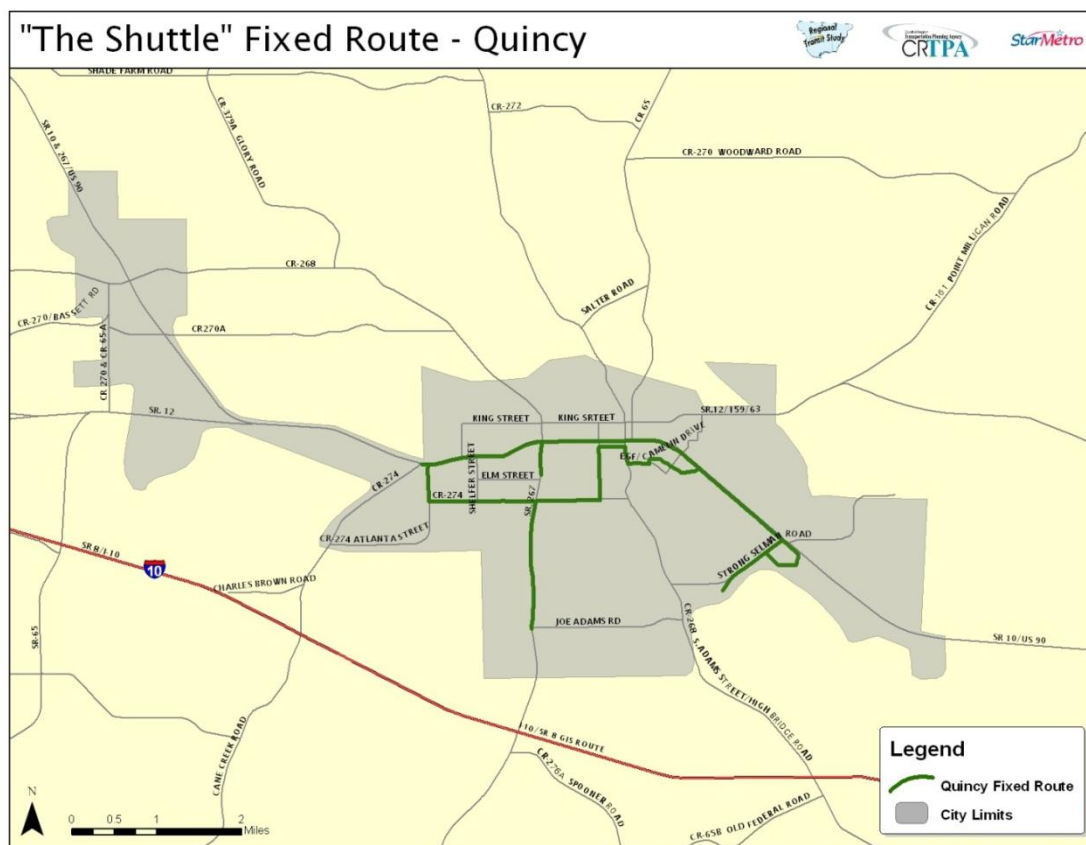 "The Shuttle" Fixed Route - Quincy
Regional
Transit Study
CRTPA
StarMetro
SHADE FARM ROAD
SR 10 & 267/US 90
CR 379A GLORY ROAD
CR-272
CR 65
CR-270 WOODWARD ROAD
CR 161 POINT MILLIGAN ROAD
CR-268
SALTER ROAD
CR-270/BASSETT RD
CR270A
CR 270 & CR 65-A
SR. 12
KING STREET
KING SRTEET
SR.12/159/63
EGF/CAMLIN DRIVE
CR-274
SHELFER STREET
ELM STREET
CR-274
SR. 267
CR-274 ATLANTA STREET
STRONG SELMAN ROAD
SR 8/I-10
10
CHARLES BROWN ROAD
SR-65
JOE ADAMS RD
CR-268 S.ADAMS STREET/HIGH BRIDGE ROAD
SR 10/US 90
I-10/SR 8 GIS ROUTE
CANE CREEK ROAD
CR-276A SPOONER ROAD
CR-65B OLD FEDERAL ROAD
Legend
Quincy Fixed Route
City Limits
N
0 0.5 1 2
Miles